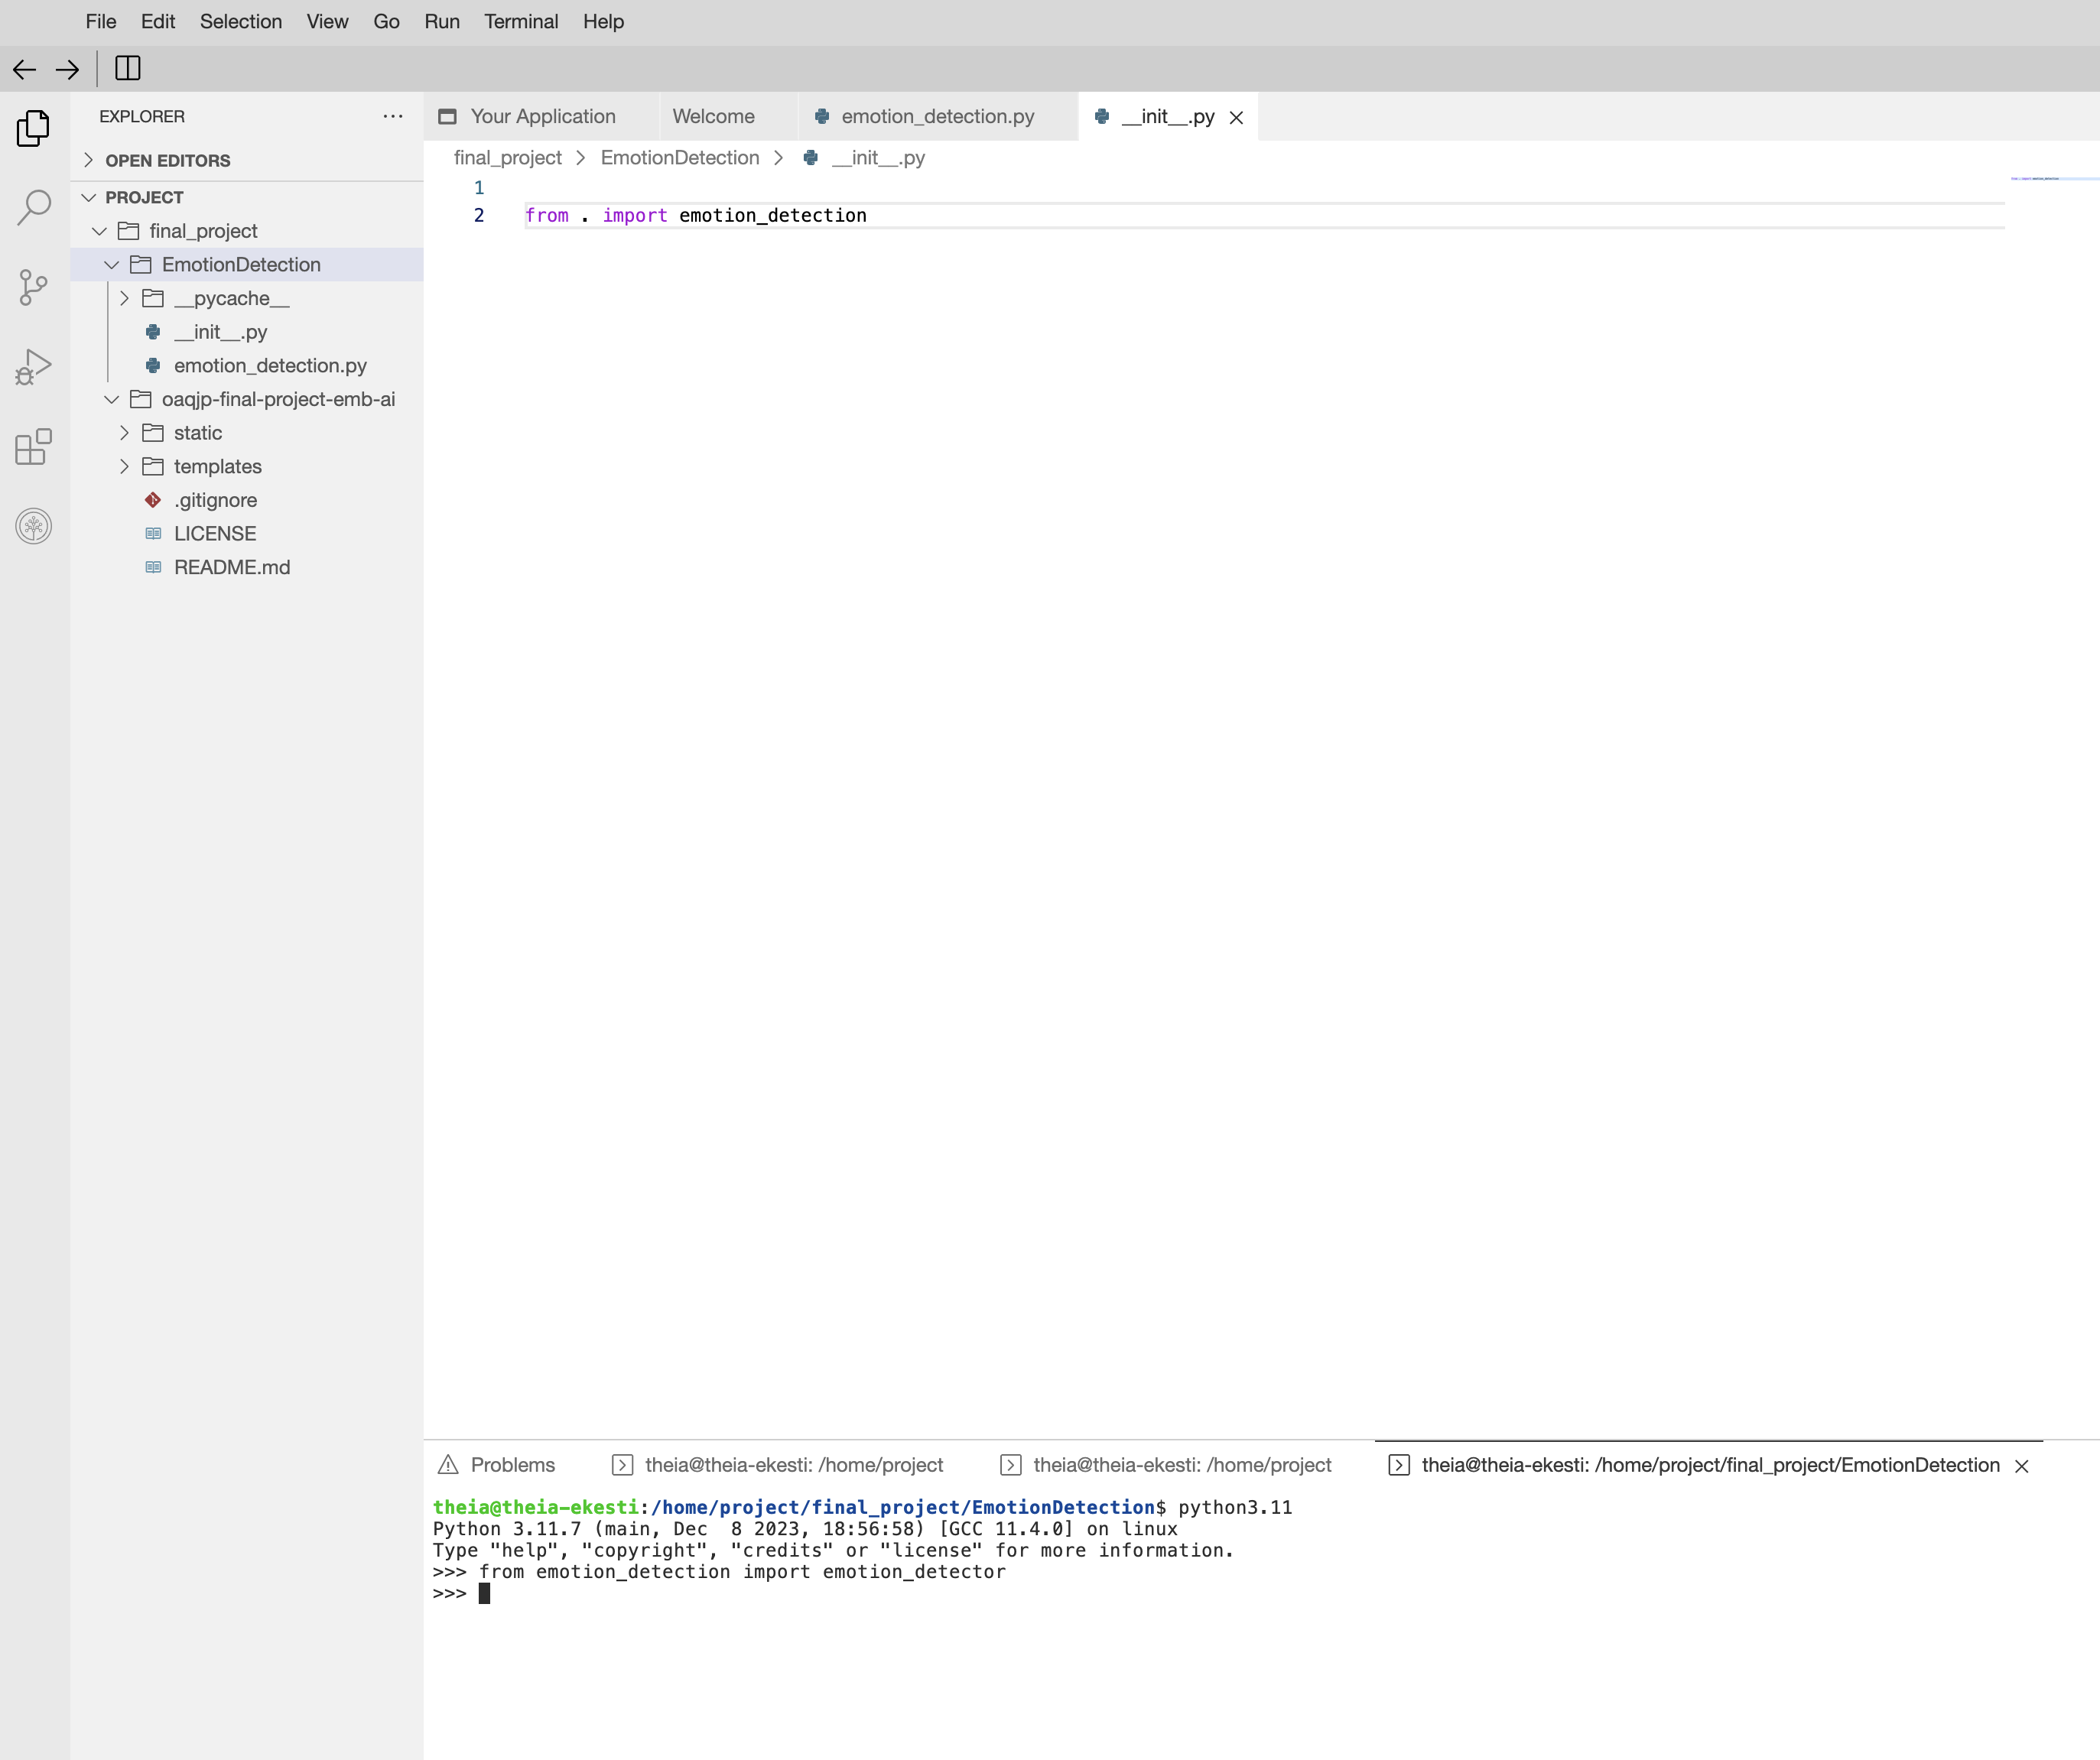 File Edit Selection View Go Run Terminal Help
EXPLORER
OPEN EDITORS
PROJECT
final_project
EmotionDetection
__pycache__
__init__.py
emotion_detection.py
oaqjp-final-project-emb-ai
static
templates
.gitignore
LICENSE
README.md
Your Application Welcome emotion_detection.py __init__.py
final_project > EmotionDetection > __init__.py
1
2 from . import emotion_detection
Problems theia@theia-ekesti: /home/project theia@theia-ekesti: /home/project theia@theia-ekesti: /home/project/final_project/EmotionDetection
theia@theia-ekesti:/home/project/final_project/EmotionDetection$ python3.11
Python 3.11.7 (main, Dec  8 2023, 18:56:58) [GCC 11.4.0] on linux
Type "help", "copyright", "credits" or "license" for more information.
>>> from emotion_detection import emotion_detector
>>>